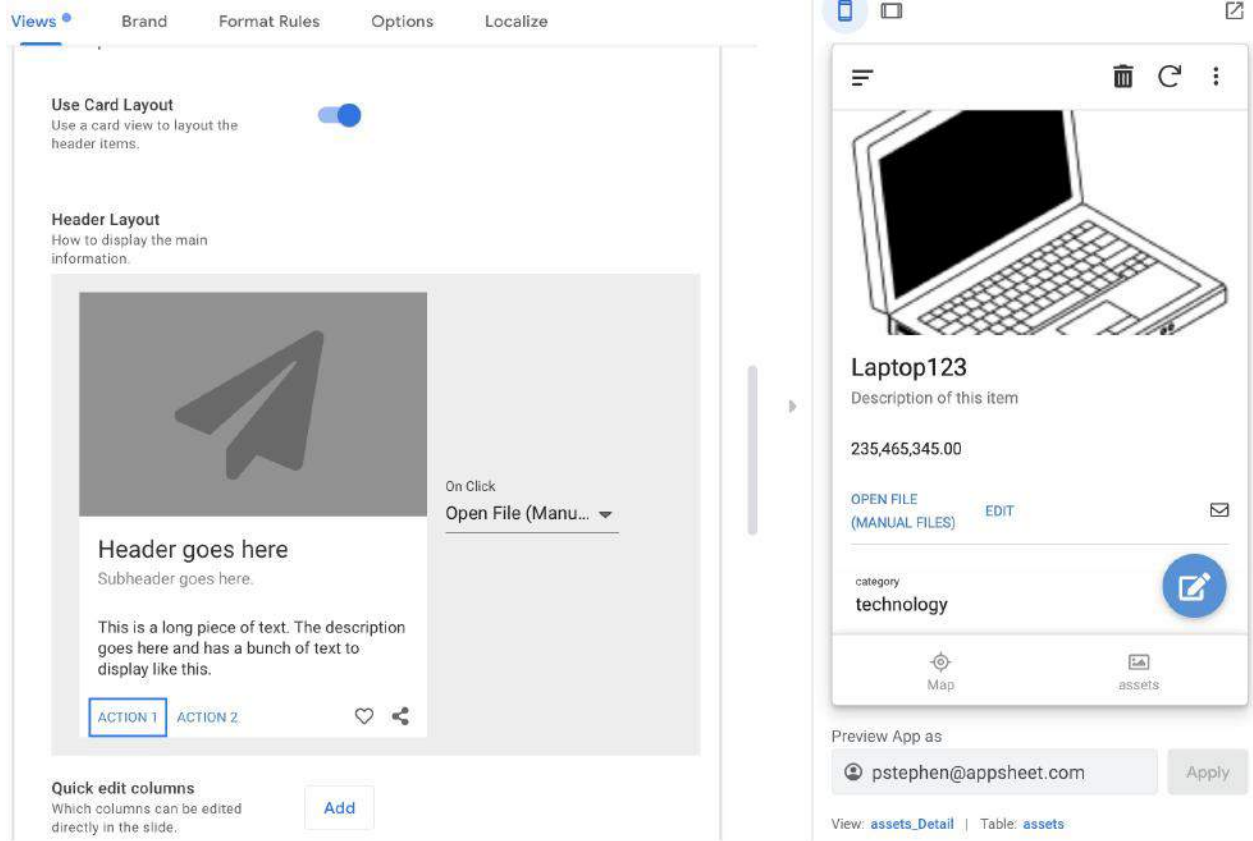 Views
Brand
Format Rules
Options
Localize
Use Card Layout
Use a card view to layout the
header items.
Header Layout
How to display the main
information.
Header goes here
Subheader goes here.
This is a long piece of text. The description
goes here and has a bunch of text to
display like this.
ACTION 1
ACTION 2
On Click
Open File (Manu...
Quick edit columns
Which columns can be edited
directly in the slide.
Add
Laptop123
Description of this item
235,465,345.00
OPEN FILE
(MANUAL FILES)
EDIT
category
technology
Map
assets
Preview App as
pstephen@appsheet.com
Apply
View: assets_Detail | Table: assets